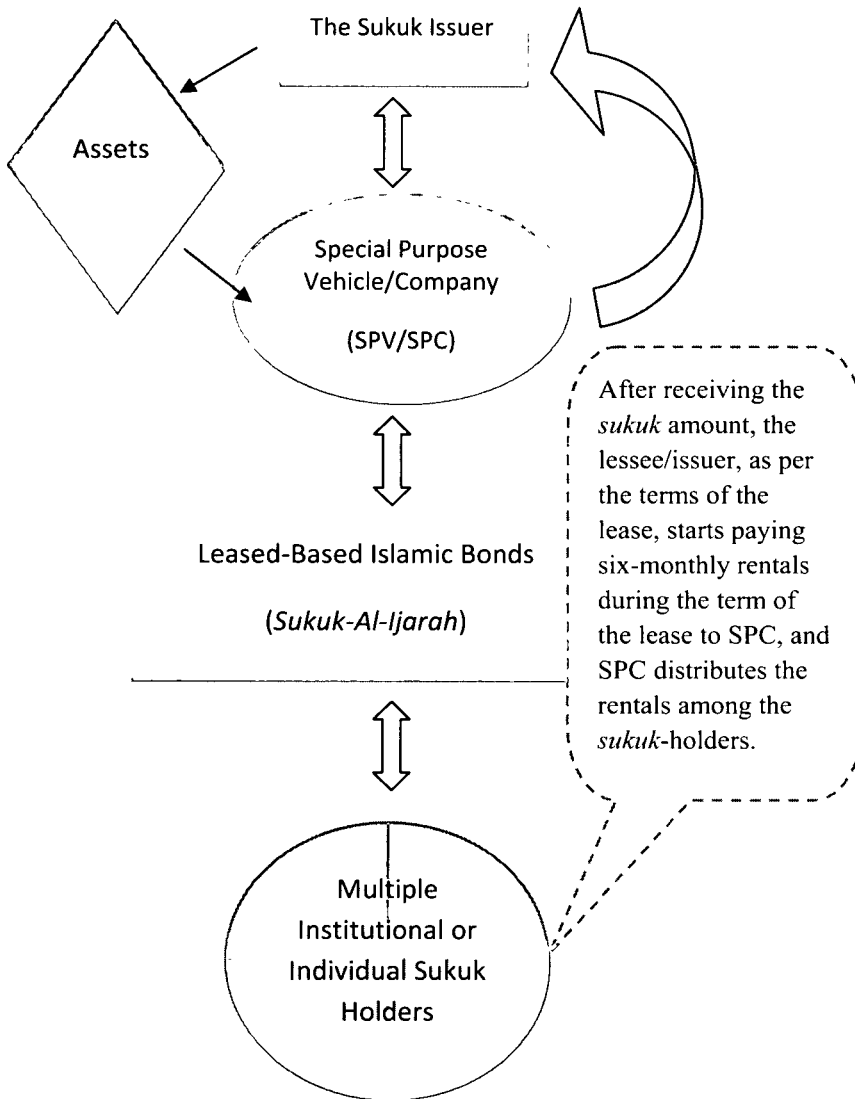 The Sukuk Issuer
Assets
Special Purpose
Vehicle/Company
(SPV/SPC)
Leased-Based Islamic Bonds
(Sukuk-Al-Ijarah)
After receiving the
sukuk amount, the
lessee/issuer, as per
the terms of the
lease, starts paying
six-monthly rentals
during the term of
the lease to SPC, and
SPC distributes the
rentals among the
sukuk-holders.
Multiple
Institutional or
Individual Sukuk
Holders